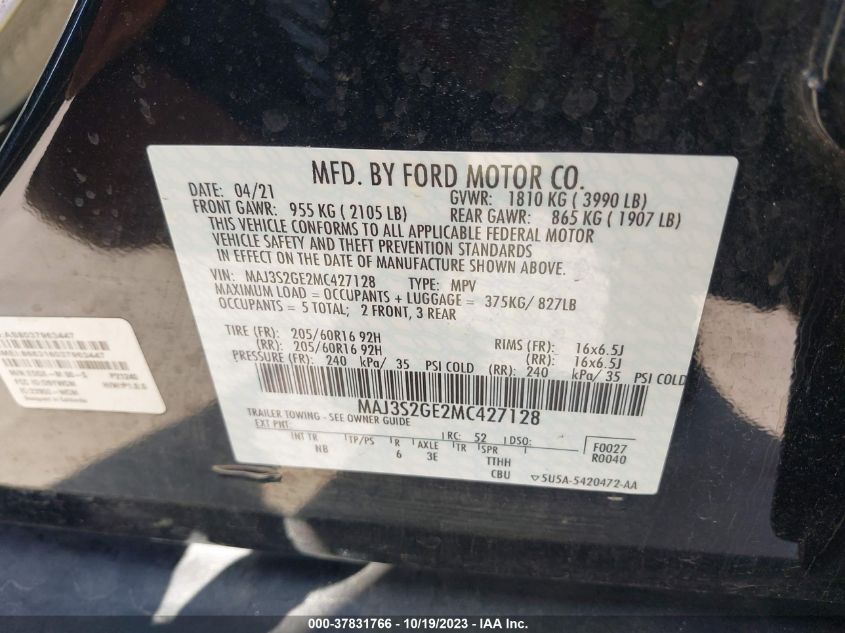 MFD. BY FORD MOTOR CO.
DATE: 04/21 GVWR: 1810 KG ( 3990 LB)
FRONT GAWR: 955 KG ( 2105 LB) REAR GAWR: 865 KG ( 1907 LB)
THIS VEHICLE CONFORMS TO ALL APPLICABLE FEDERAL MOTOR
VEHICLE SAFETY AND THEFT PREVENTION STANDARDS
IN EFFECT ON THE DATE OF MANUFACTURE SHOWN ABOVE.
VIN: MAJ3S2GE2MC427128 TYPE: MPV
MAXIMUM LOAD = OCCUPANTS + LUGGAGE = 375KG/ 827LB
OCCUPANTS = 5 TOTAL; 2 FRONT, 3 REAR
TIRE (FR): 205/60R16 92H RIMS (FR): 16x6.5J
(RR): 205/60R16 92H (RR): 16x6.5J
PRESSURE (FR): 240 kPa/ 35 PSI COLD (RR): 240 kPa/ 35 PSI COLD
MAJ3S2GE2MC427128
TRAILER TOWING - SEE OWNER GUIDE
EXT PNT: RC: 52 DSO: F0027
INT TR TP/PS R AXLE TR SPR R0040
NB 6 3E TTHH
CBU 5U5A-5420472-AA
000-37831766 - 10/19/2023 - IAA Inc.